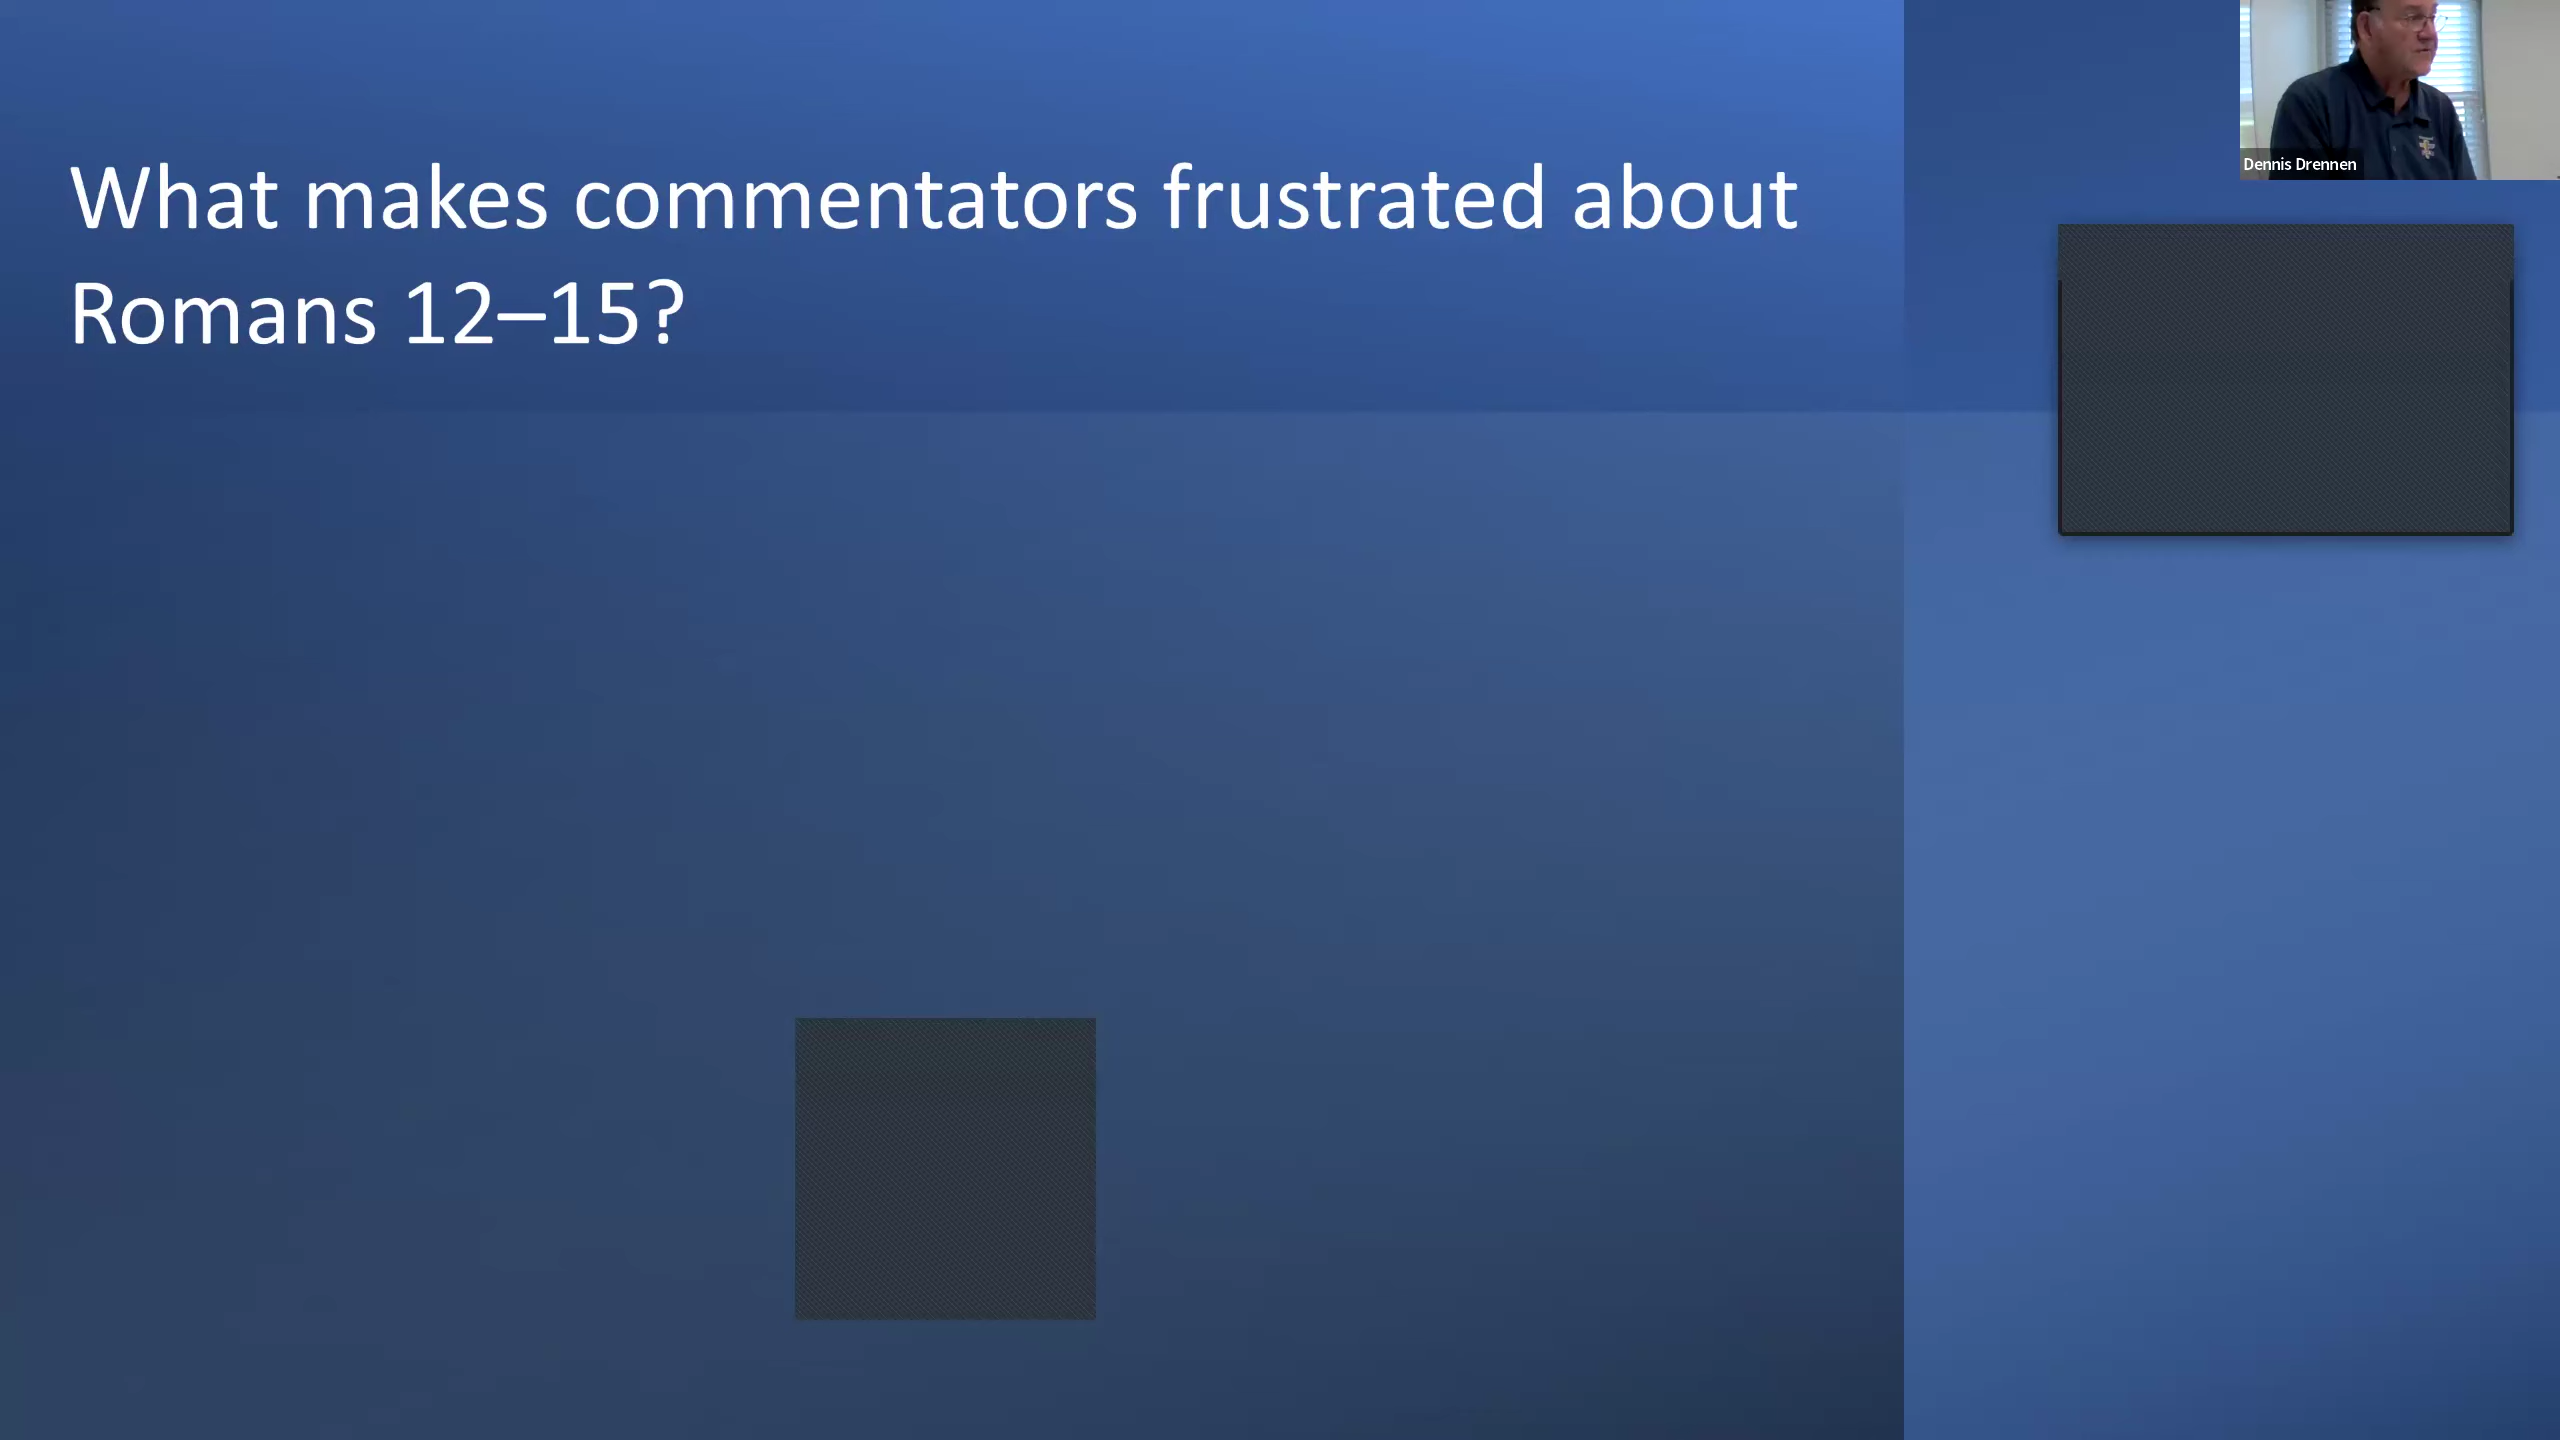 What makes commentators frustrated about
Romans 12–15?
Dennis Drennen